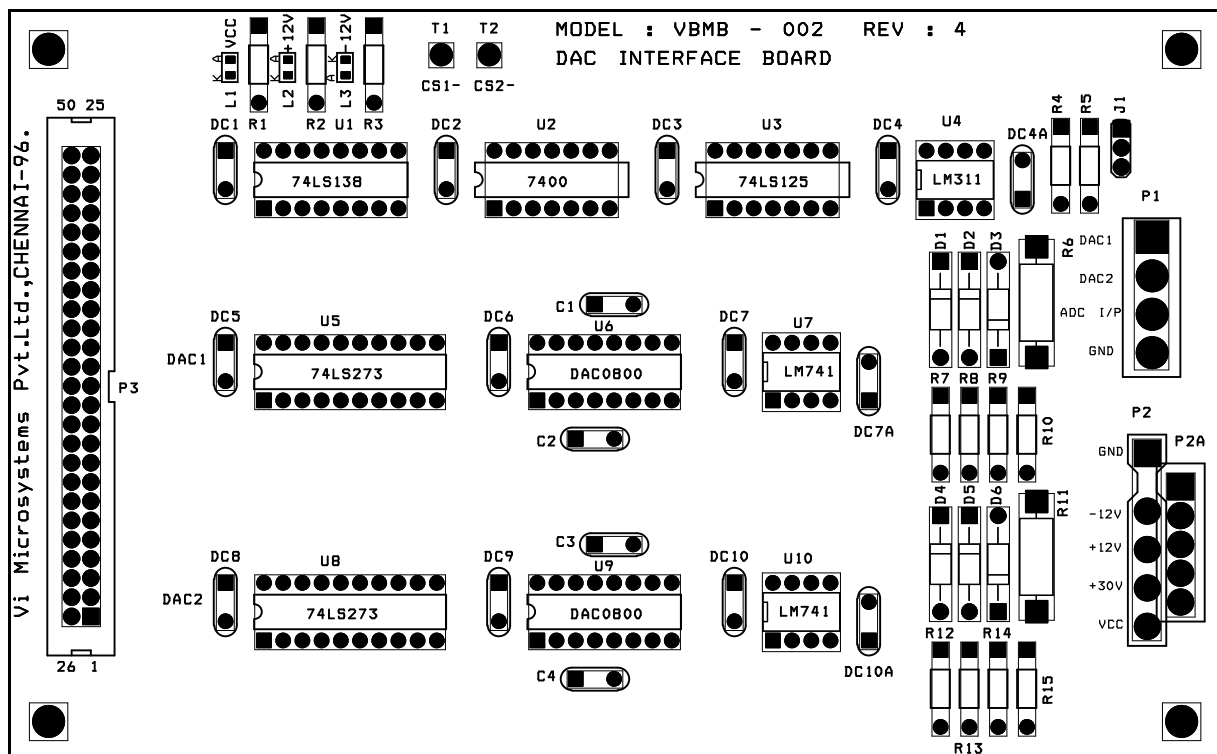 MODEL : VBMB - 002 REV : 4
DAC INTERFACE BOARD
Vi Microsystems Pvt.Ltd.,CHENNAI-96.
VCC
+12V
-12V
K A
K A
A K
L1
L2
L3
R1
R2
U1
R3
T1
T2
CS1-
CS2-
50 25
P3
26 1
DC1
74LS138
DC2
U2
7400
DC3
U3
74LS125
DC4
U4
LM311
DC4A
R4
R5
J1
P1
DAC1
DAC2
ADC I/P
GND
D1
D2
D3
R6
DAC1
DC5
U5
74LS273
DC6
C1
U6
DAC0800
C2
DC7
U7
LM741
DC7A
R7
R8
R9
R10
P2
P2A
GND
-12V
+12V
+30V
VCC
D4
D5
D6
R11
DAC2
DC8
U8
74LS273
DC9
C3
U9
DAC0800
C4
DC10
U10
LM741
DC10A
R12
R14
R13
R15